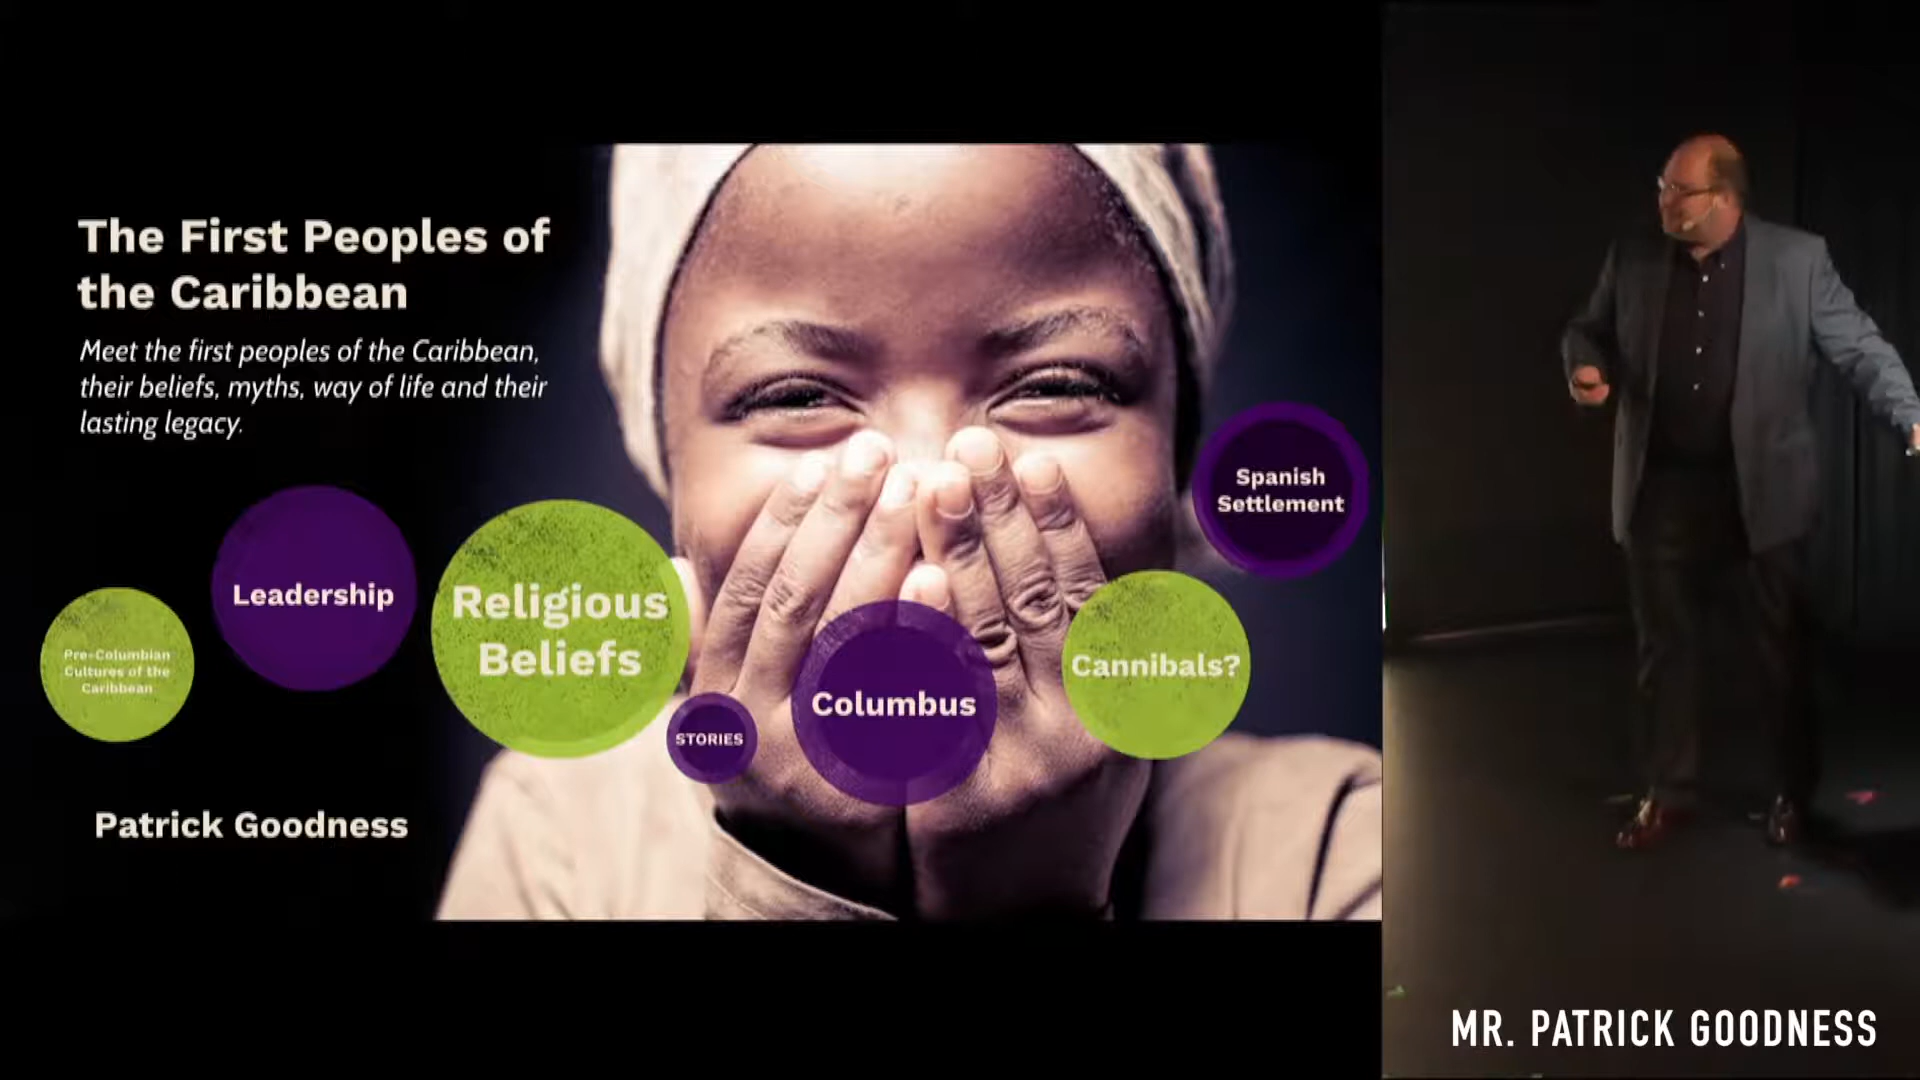 The First Peoples of
the Caribbean
Meet the first peoples of the Caribbean,
their beliefs, myths, way of life and their
lasting legacy.
Pre-Columbian
Cultures of the
Caribbean
Leadership
Religious
Beliefs
STORIES
Columbus
Cannibals?
Spanish
Settlement
Patrick Goodness
MR. PATRICK GOODNESS